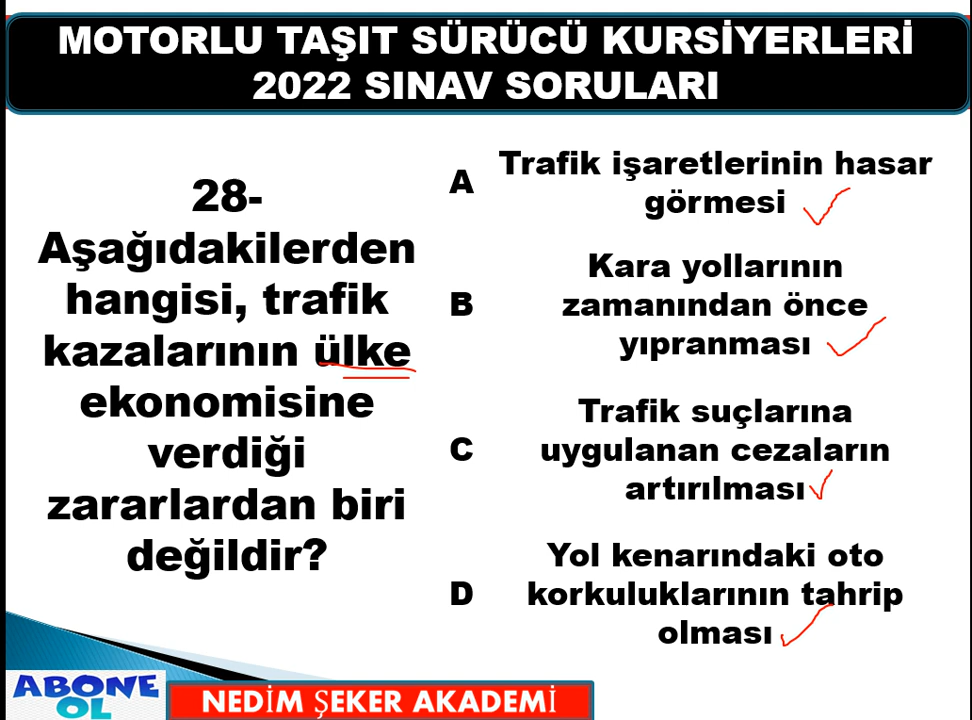 MOTORLU TAŞIT SÜRÜCÜ KURSİYERLERİ
2022 SINAV SORULARI
28-
Aşağıdakilerden
hangisi, trafik
kazalarının ülke
ekonomisine
verdiği
zararlardan biri
değildir?
A
Trafik işaretlerinin hasar
görmesi
B
Kara yollarının
zamanından önce
yıpranması
C
Trafik suçlarına
uygulanan cezaların
artırılması
D
Yol kenarındaki oto
korkuluklarının tahrip
olması
ABONE
OL
NEDİM ŞEKER AKADEMİ